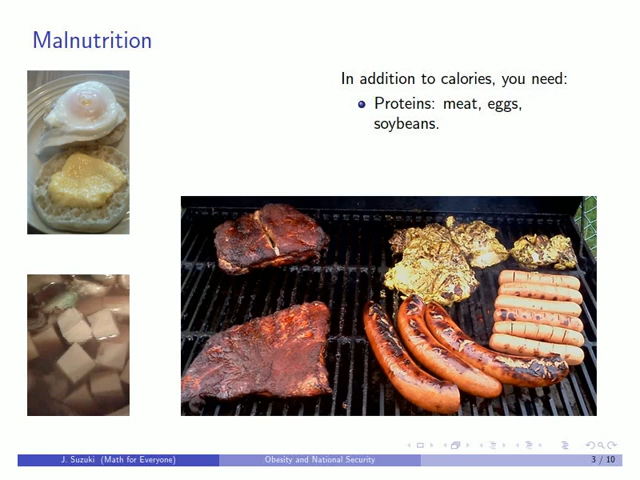 Malnutrition
In addition to calories, you need:
Proteins: meat, eggs,
soybeans.
J. Suzuki (Math for Everyone)
Obesity and National Security
3 / 10